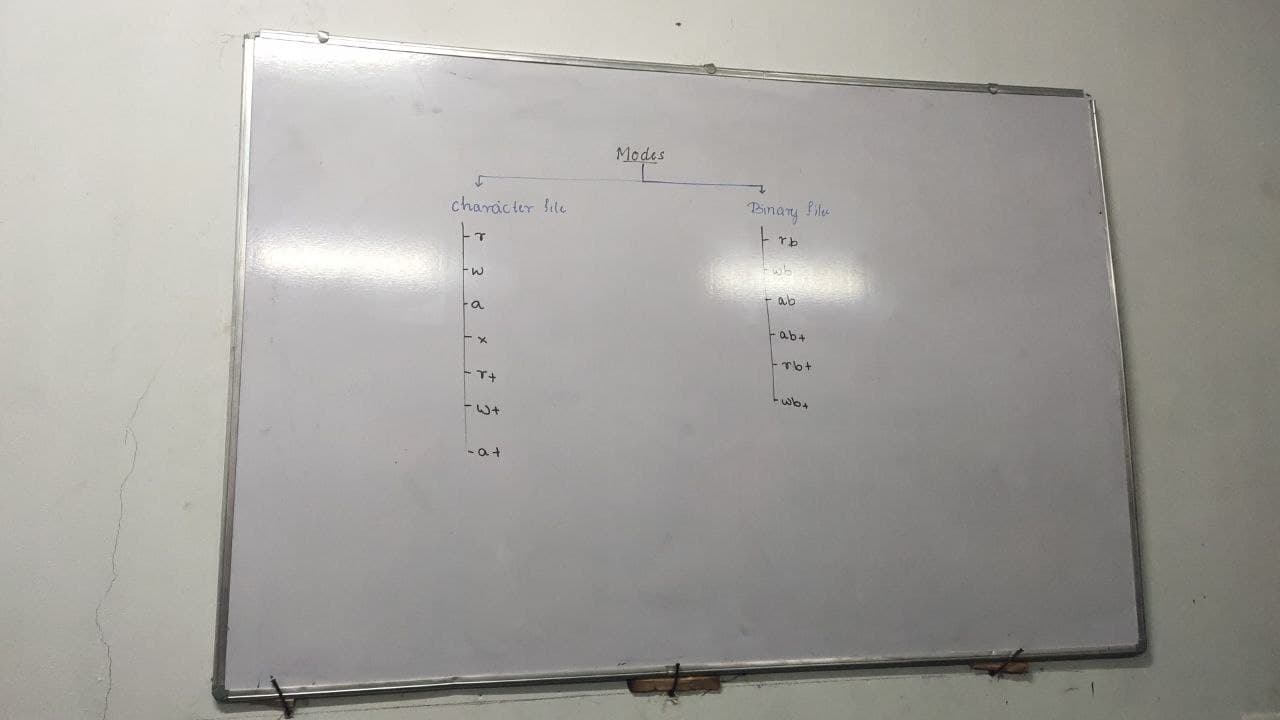 Modes
Character file
r
w
a
x
r+
w+
a+
Binary file
rb
wb
ab
ab+
rb+
wb+